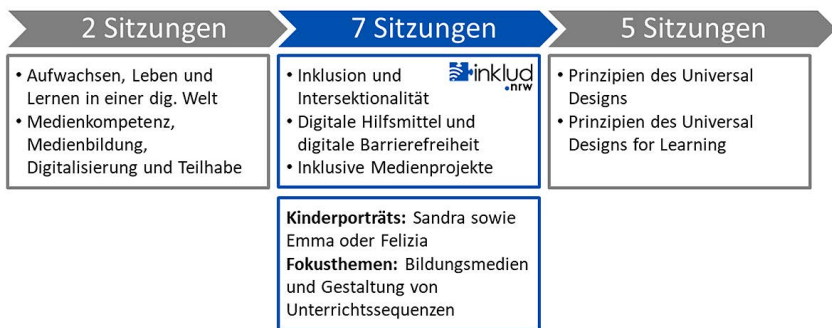 2 Sitzungen
7 Sitzungen
5 Sitzungen
• Aufwachsen, Leben und
Lernen in einer dig. Welt
• Medienkompetenz,
Medienbildung,
Digitalisierung und Teilhabe
inklud
.nrw
• Inklusion und
Intersektionalität
• Digitale Hilfsmittel und
digitale Barrierefreiheit
• Inklusive Medienprojekte
• Prinzipien des Universal
Designs
• Prinzipien des Universal
Designs for Learning
Kinderporträts: Sandra sowie
Emma oder Felizia
Fokusthemen: Bildungsmedien
und Gestaltung von
Unterrichtssequenzen